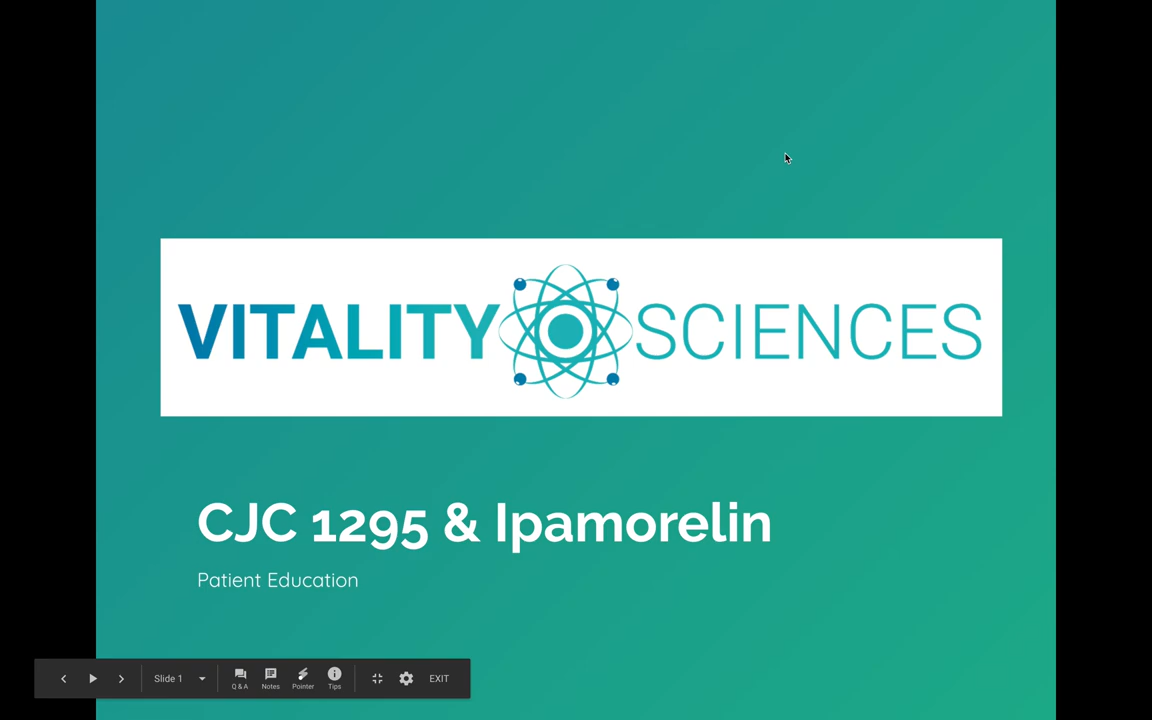 VITALITY SCIENCES
CJC 1295 & Ipamorelin
Patient Education
Slide 1
Q & A
Notes
Pointer
Tips
EXIT